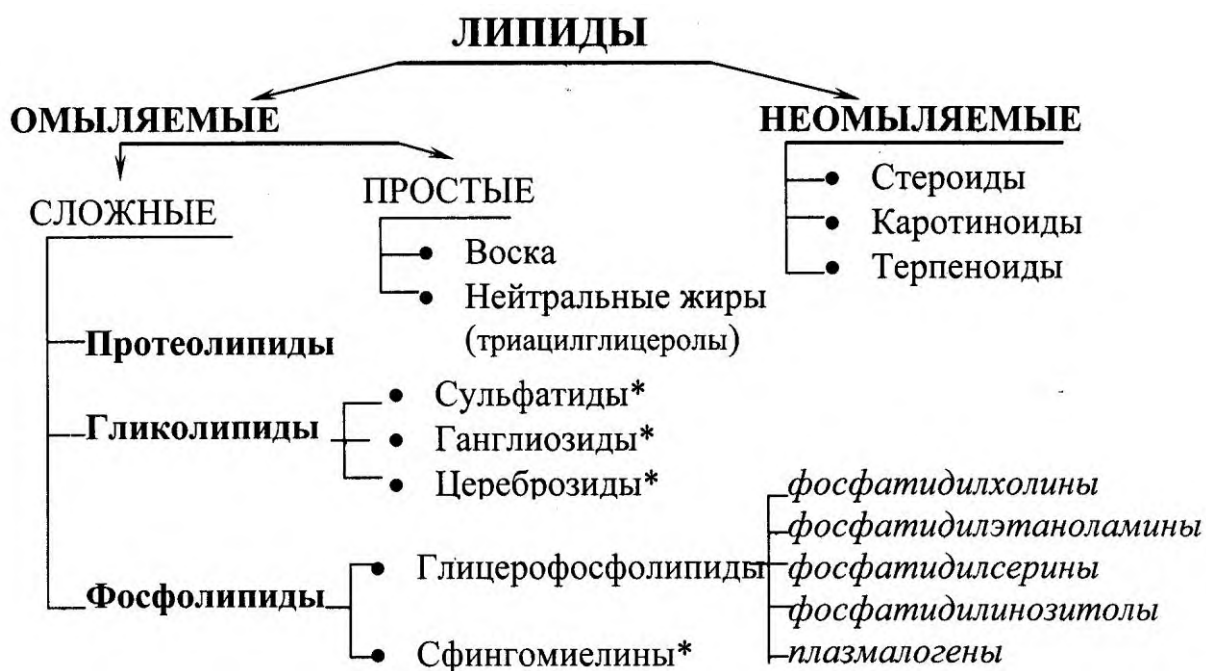 ЛИПИДЫ
ОМЫЛЯЕМЫЕ
НЕОМЫЛЯЕМЫЕ
СЛОЖНЫЕ
ПРОСТЫЕ
• Воска
• Нейтральные жиры
(триацилглицеролы)
• Стероиды
• Каротиноиды
• Терпеноиды
Протеолипиды
Гликолипиды
• Сульфатиды*
• Ганглиозиды*
• Цереброзиды*
Фосфолипиды
• Глицерофосфолипиды
• Сфингомиелины*
фосфатидилхолины
фосфатидилэтаноламины
фосфатидилсерины
фосфатидилинозитолы
плазмалогены